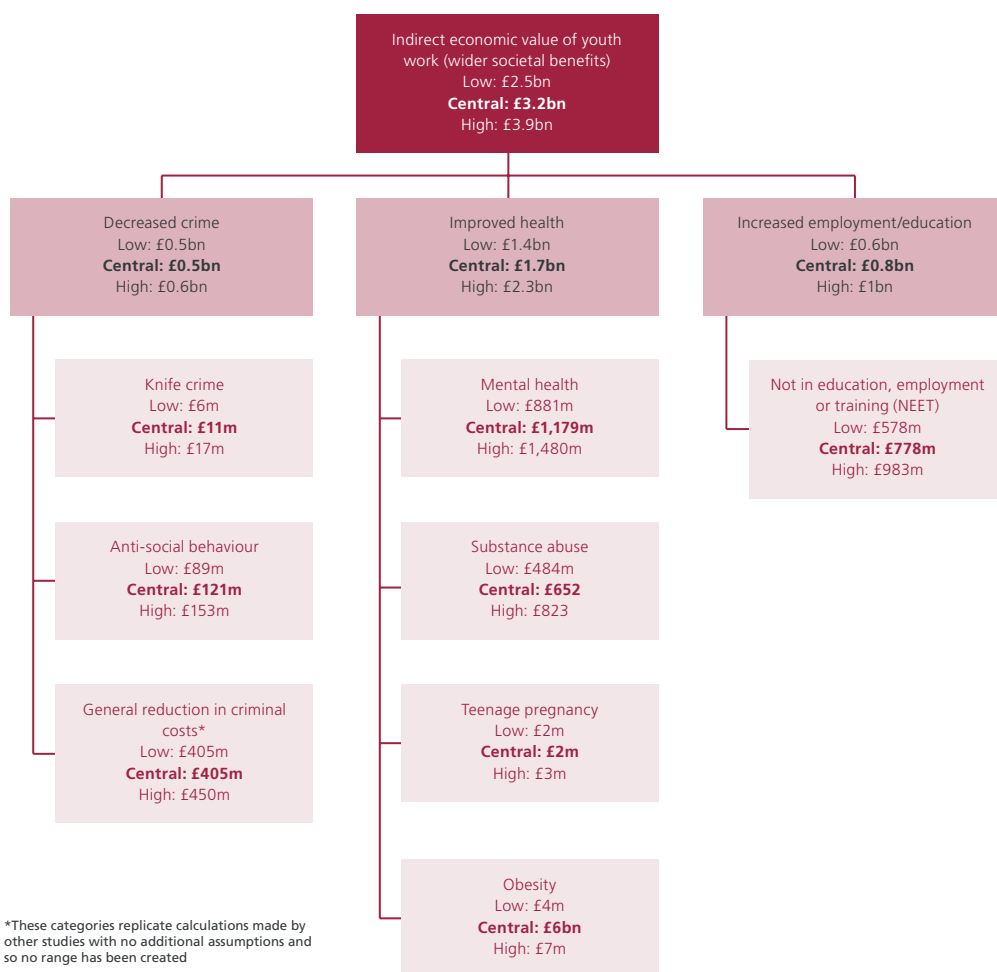 Indirect economic value of youth
work (wider societal benefits)
Low: £2.5bn
Central: £3.2bn
High: £3.9bn
Decreased crime
Low: £0.5bn
Central: £0.5bn
High: £0.6bn
Improved health
Low: £1.4bn
Central: £1.7bn
High: £2.3bn
Increased employment/education
Low: £0.6bn
Central: £0.8bn
High: £1bn
Knife crime
Low: £6m
Central: £11m
High: £17m
Mental health
Low: £881m
Central: £1,179m
High: £1,480m
Not in education, employment
or training (NEET)
Low: £578m
Central: £778m
High: £983m
Anti-social behaviour
Low: £89m
Central: £121m
High: £153m
Substance abuse
Low: £484m
Central: £652
High: £823
General reduction in criminal
costs*
Low: £405m
Central: £405m
High: £450m
Teenage pregnancy
Low: £2m
Central: £2m
High: £3m
Obesity
Low: £4m
Central: £6bn
High: £7m
*These categories replicate calculations made by
other studies with no additional assumptions and
so no range has been created